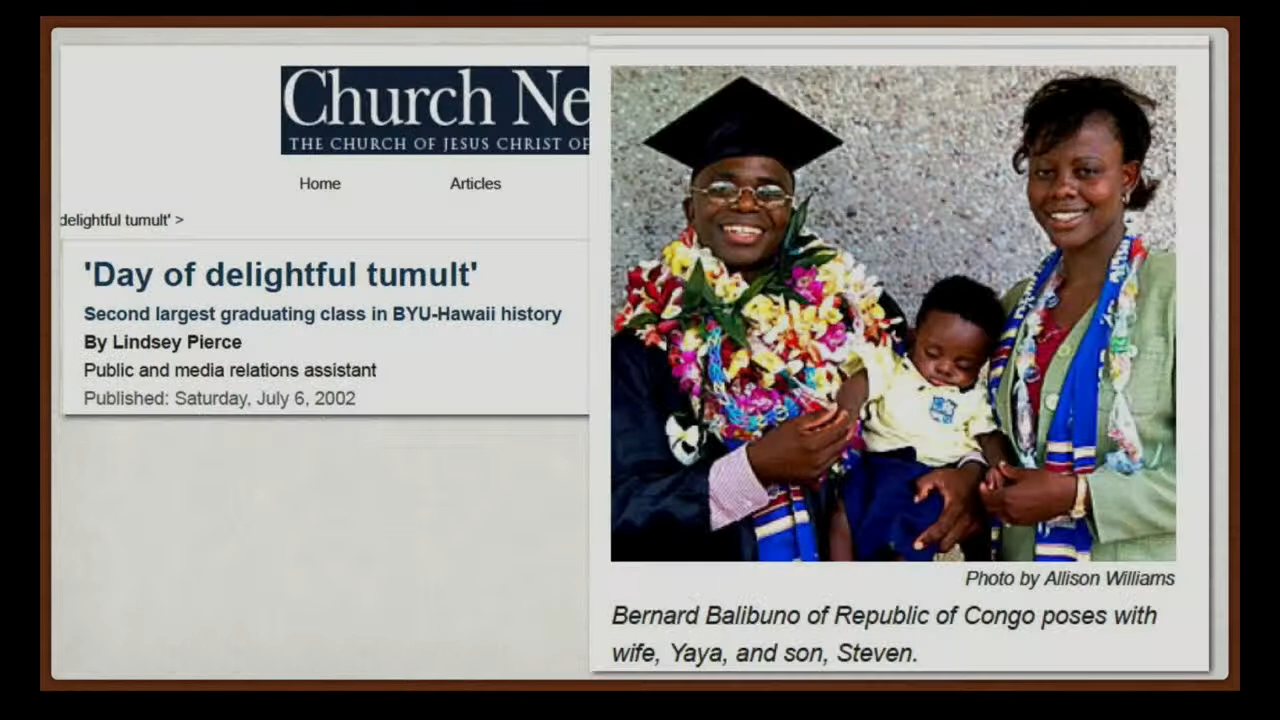 Church Ne
THE CHURCH OF JESUS CHRIST OF
Home
Articles
delightful tumult' >
'Day of delightful tumult'
Second largest graduating class in BYU-Hawaii history
By Lindsey Pierce
Public and media relations assistant
Published: Saturday, July 6, 2002
Photo by Allison Williams
Bernard Balibuno of Republic of Congo poses with
wife, Yaya, and son, Steven.